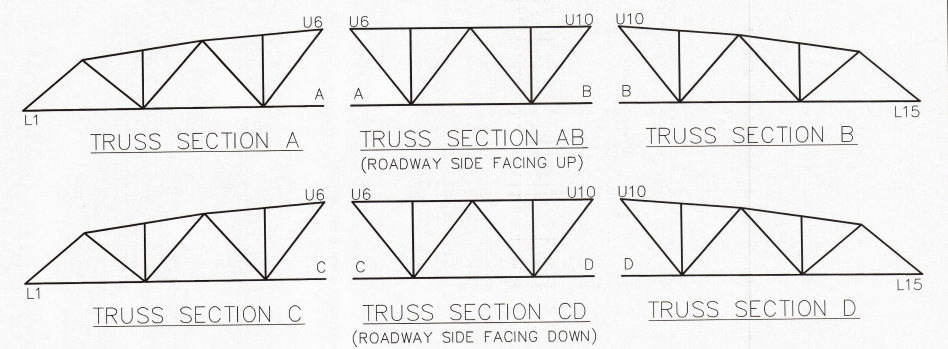 U6
U6
U10
U10
A
A
B
B
L1
L15
TRUSS SECTION A
TRUSS SECTION AB
(ROADWAY SIDE FACING UP)
TRUSS SECTION B
U6
U6
U10
U10
C
C
D
D
L1
L15
TRUSS SECTION C
TRUSS SECTION CD
(ROADWAY SIDE FACING DOWN)
TRUSS SECTION D